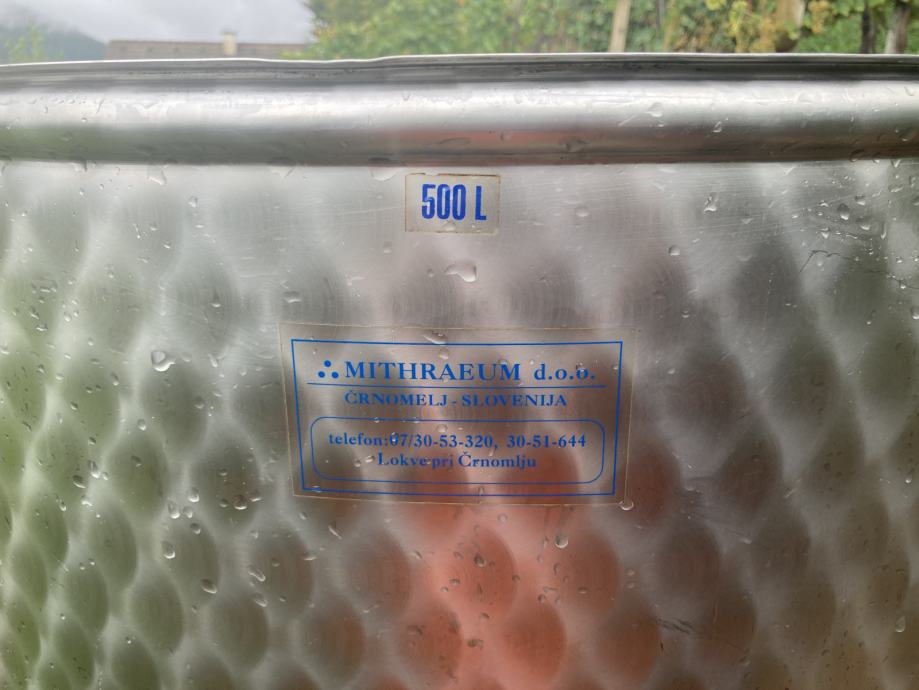 500 L
MITHRAEUM d.o.o.
ČRNOMELJ - SLOVENIJA
telefon:07/30-53-320, 30-51-644
Lokve pri Črnomlju